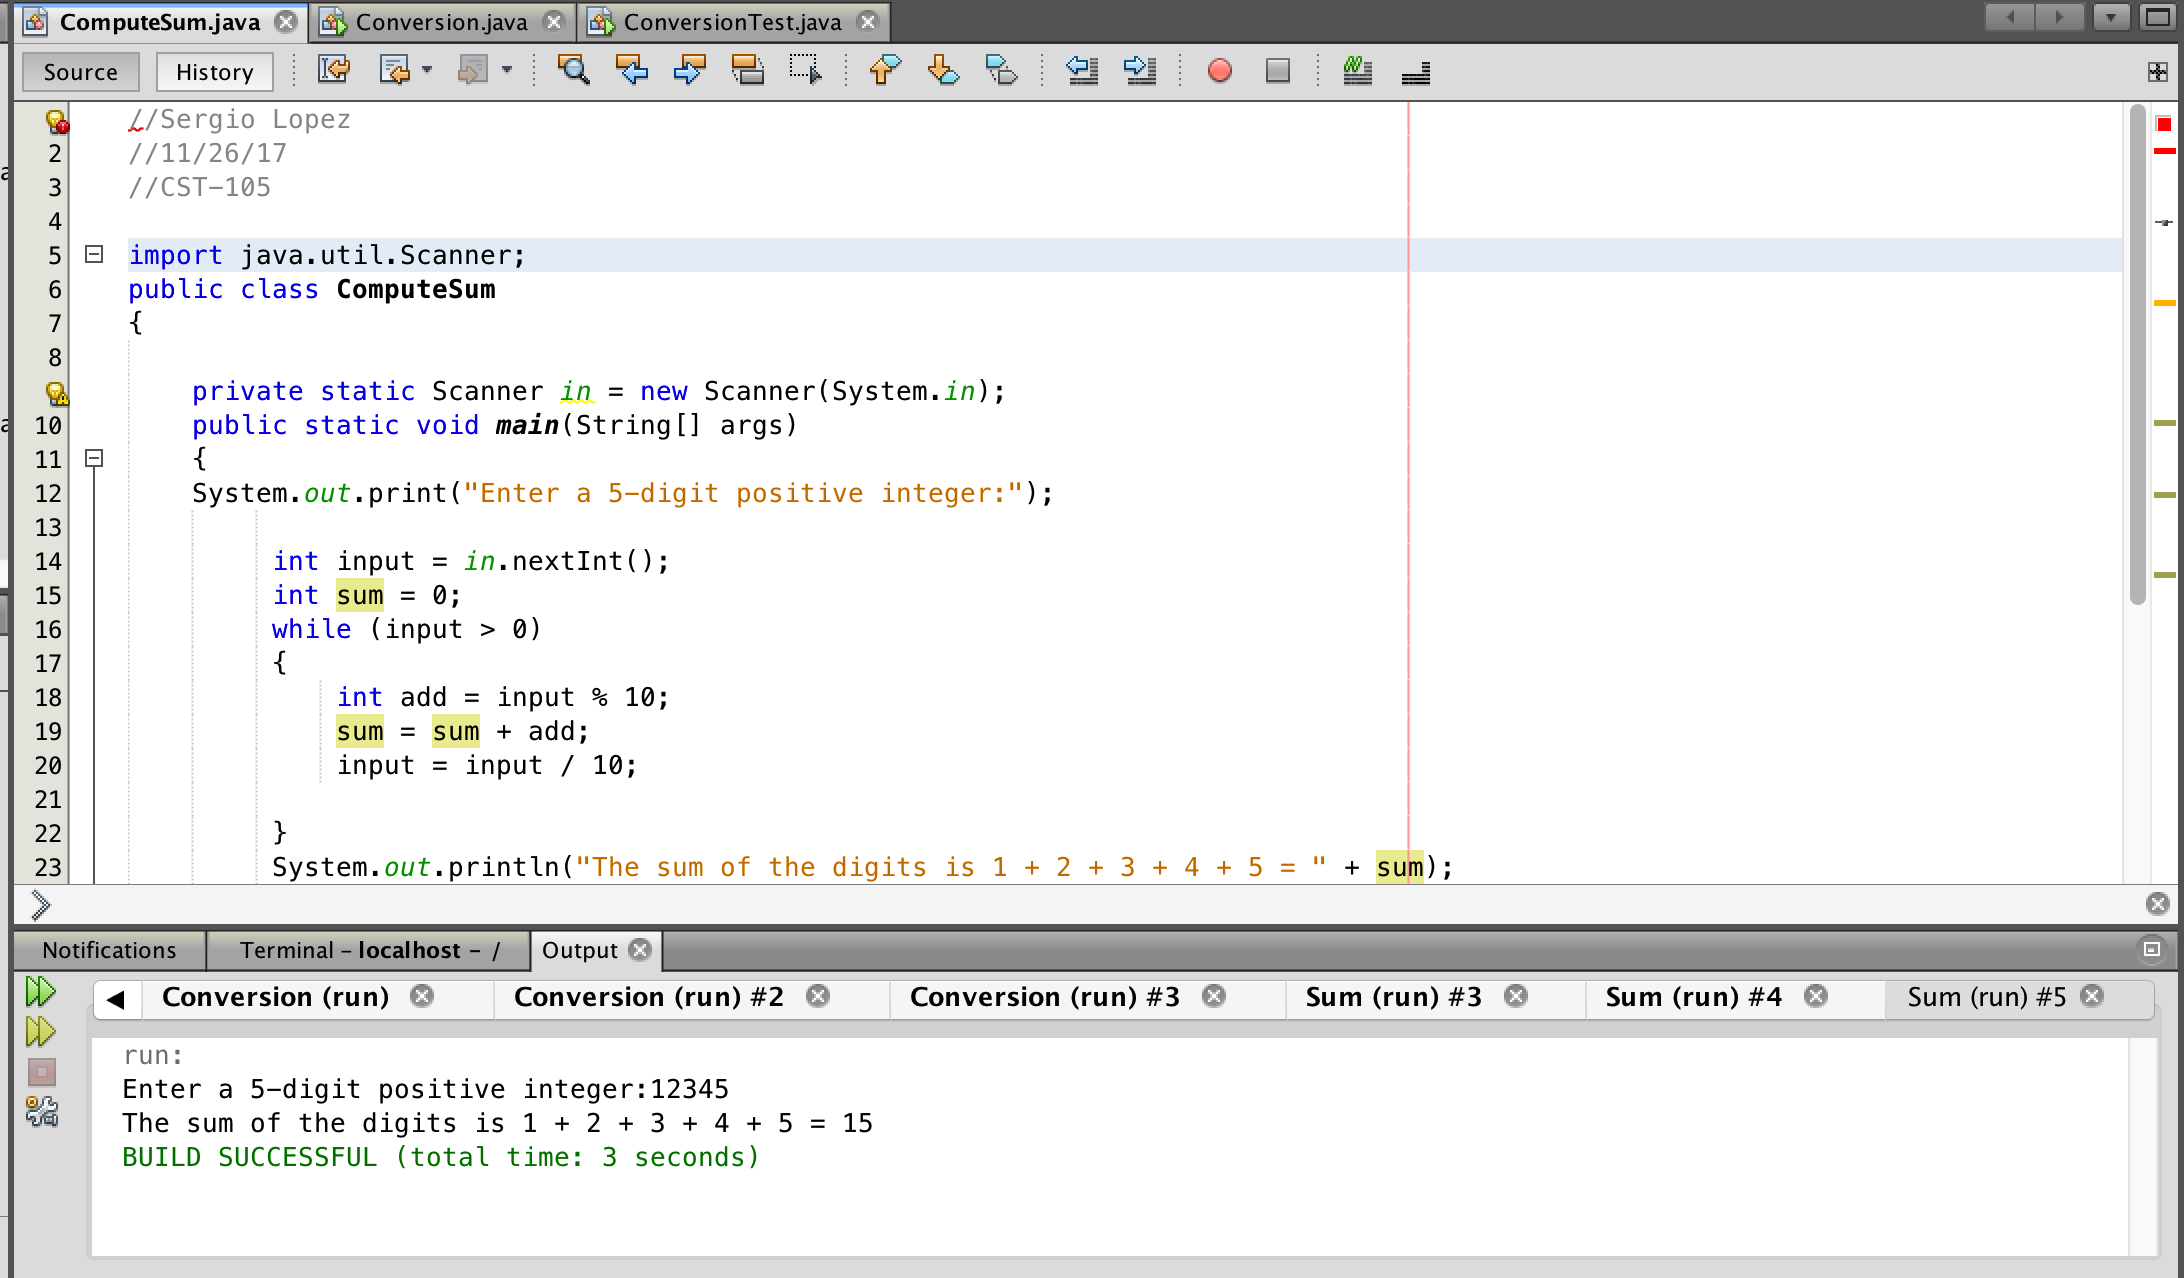 ComputeSum.java Conversion.java ConversionTest.java
Source History
//Sergio Lopez
2 //11/26/17
3 //CST-105
4
5 import java.util.Scanner;
6 public class ComputeSum
7 {
8
private static Scanner in = new Scanner(System.in);
10 public static void main(String[] args)
11 {
12 System.out.print("Enter a 5-digit positive integer:");
13
14 int input = in.nextInt();
15 int sum = 0;
16 while (input > 0)
17 {
18 int add = input % 10;
19 sum = sum + add;
20 input = input / 10;
21
22 }
23 System.out.println("The sum of the digits is 1 + 2 + 3 + 4 + 5 = " + sum);
Notifications Terminal - localhost - / Output
Conversion (run) Conversion (run) #2 Conversion (run) #3 Sum (run) #3 Sum (run) #4 Sum (run) #5
run:
Enter a 5-digit positive integer:12345
The sum of the digits is 1 + 2 + 3 + 4 + 5 = 15
BUILD SUCCESSFUL (total time: 3 seconds)